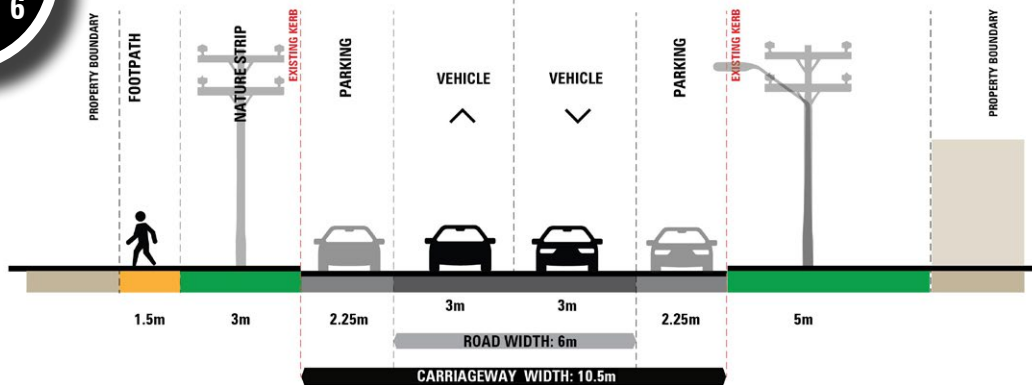 6
PROPERTY BOUNDARY
FOOTPATH
NATURE STRIP
EXISTING KERB
PARKING
VEHICLE
VEHICLE
PARKING
EXISTING KERB
PROPERTY BOUNDARY
1.5m
3m
2.25m
3m
3m
2.25m
5m
ROAD WIDTH: 6m
CARRIAGEWAY WIDTH: 10.5m